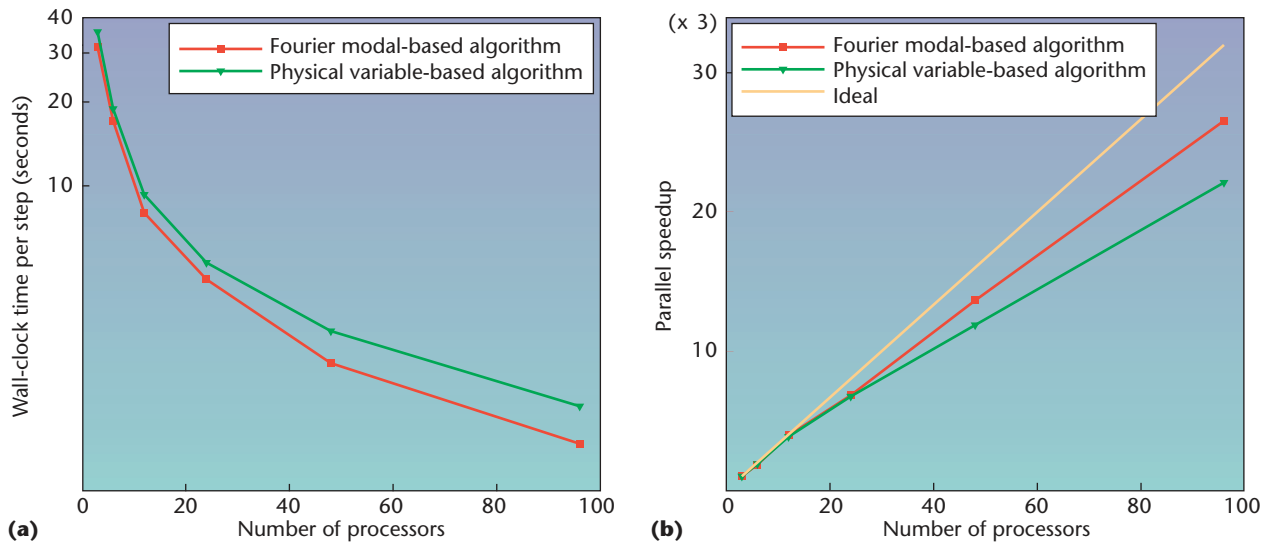 40
30
20
10
Wall-clock time per step (seconds)
Fourier modal-based algorithm
Physical variable-based algorithm
0 20 40 60 80 100
Number of processors
(a)
(x 3)
30
20
10
Parallel speedup
Fourier modal-based algorithm
Physical variable-based algorithm
Ideal
0 20 40 60 80 100
Number of processors
(b)